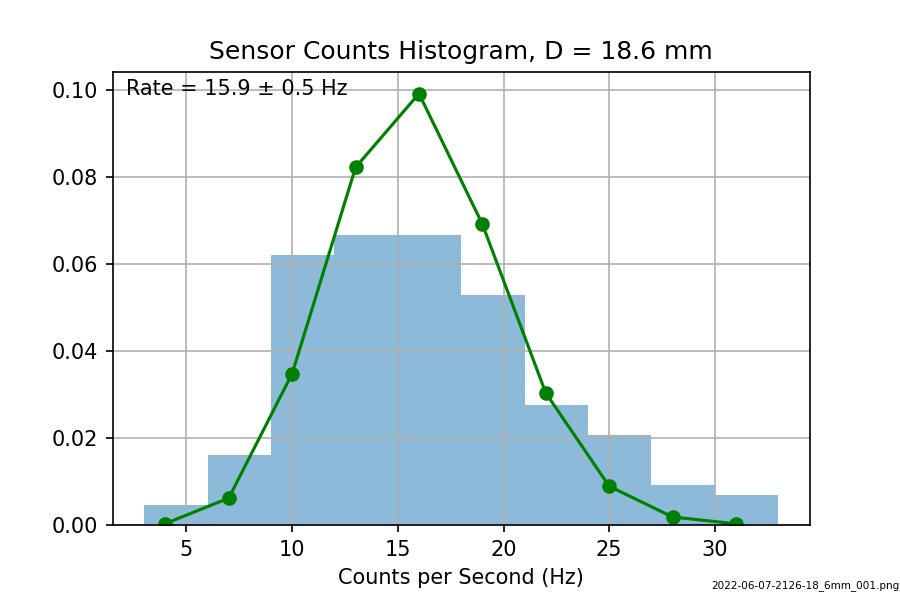 Sensor Counts Histogram, D = 18.6 mm
Rate = 15.9 ± 0.5 Hz
0.10
0.08
0.06
0.04
0.02
0.00
5 10 15 20 25 30
Counts per Second (Hz)
2022-06-07-2126-18_6mm_001.png